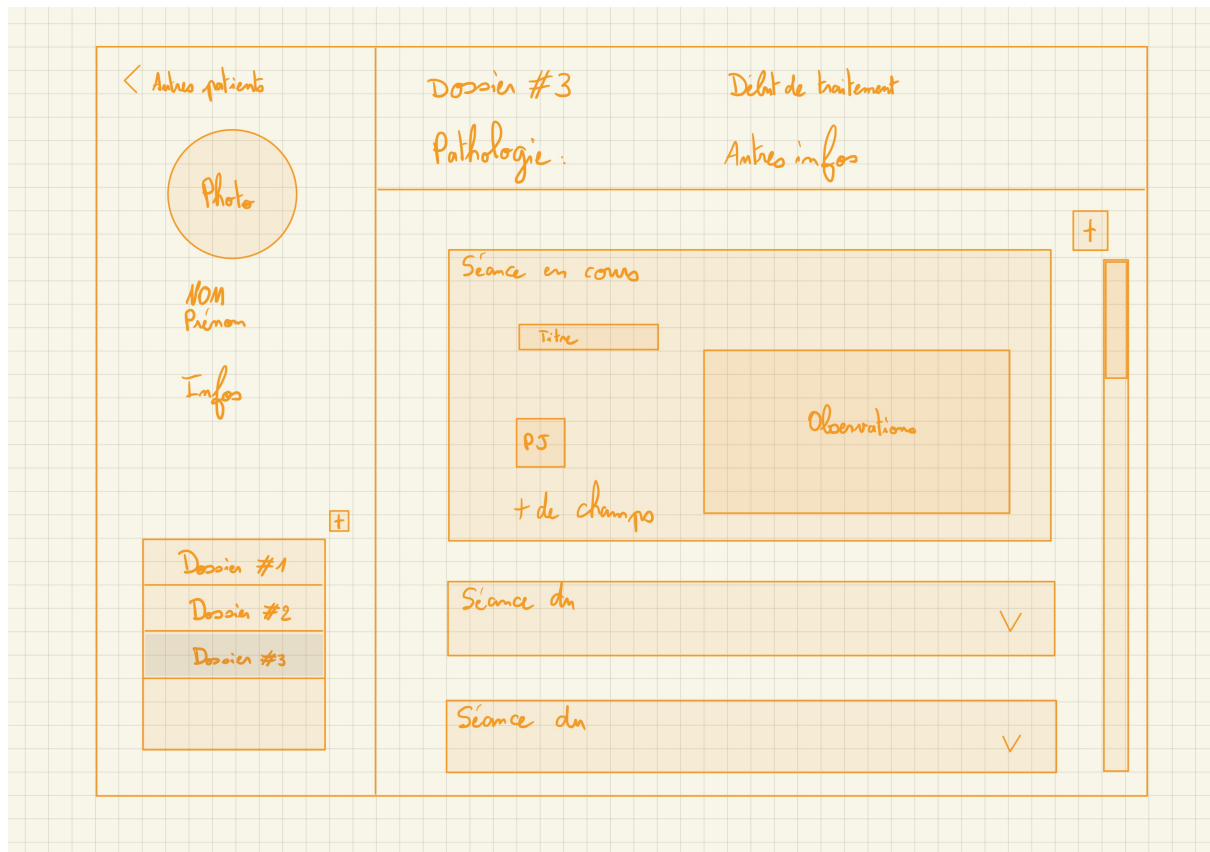 < Autres patients
Photo
NOM
Prénom
Infos
+
Dossier #1
Dossier #2
Dossier #3
Dossier #3
Début de traitement
Pathologie :
Autres infos
+
Séance en cours
Titre
Observations
PJ
+ de champs
Séance du
Séance du